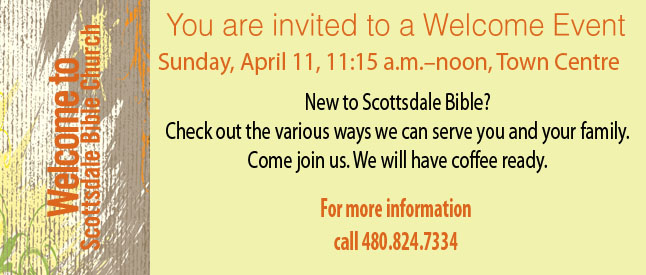 Welcome to
Scottsdale Bible Church
You are invited to a Welcome Event
Sunday, April 11, 11:15 a.m.–noon, Town Centre
New to Scottsdale Bible?
Check out the various ways we can serve you and your family.
Come join us. We will have coffee ready.
For more information
call 480.824.7334